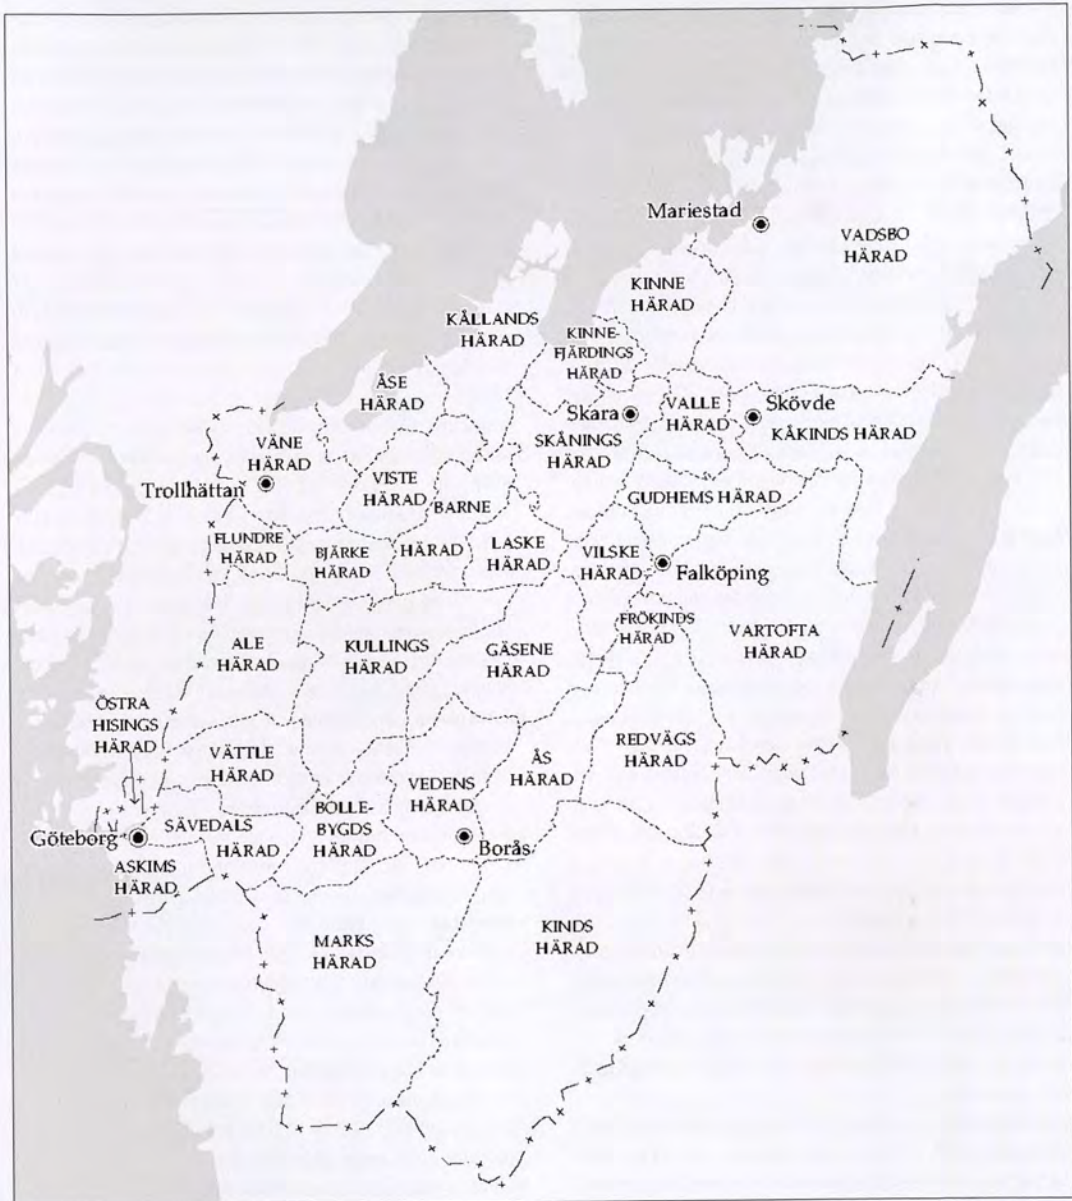 Mariestad
VADSBO
HÄRAD
KINNE
HÄRAD
KÅLLANDS
HÄRAD
KINNE-
FJÄRDINGS
HÄRAD
ÅSE
HÄRAD
Skara
VALLE
HÄRAD
Skövde
KÅKINDS HÄRAD
VÄNE
HÄRAD
Trollhättan
SKÅNINGS
HÄRAD
VISTE
HÄRAD
BARNE
HÄRAD
GUDHEMS HÄRAD
FLUNDRE
HÄRAD
BJÄRKE
HÄRAD
LASKE
HÄRAD
VILSKE
HÄRAD
Falköping
FRÖKINDS
HÄRAD
VARTOFTA
HÄRAD
ALE
HÄRAD
KULLINGS
HÄRAD
GÄSENE
HÄRAD
ÖSTRA
HISINGS
HÄRAD
VÄTTLE
HÄRAD
REDVÄGS
HÄRAD
ÅS
HÄRAD
VEDENS
HÄRAD
BOLLE-
BYGDS
HÄRAD
Göteborg
SÄVEDALS
HÄRAD
Borås
ASKIMS
HÄRAD
MARKS
HÄRAD
KINDS
HÄRAD